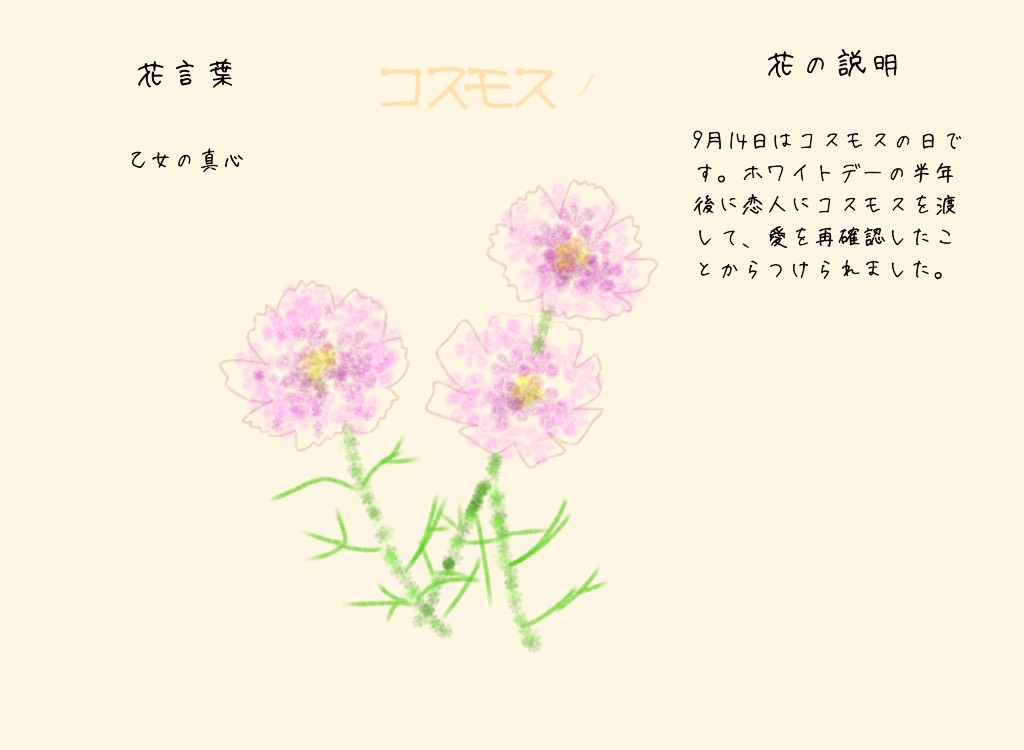 花言葉
乙女の真心
コスモス
花の説明
9月14日はコスモスの日で
す。ホワイトデーの半年
後に恋人にコスモスを渡
して、愛を再確認したこ
とからつけられました。